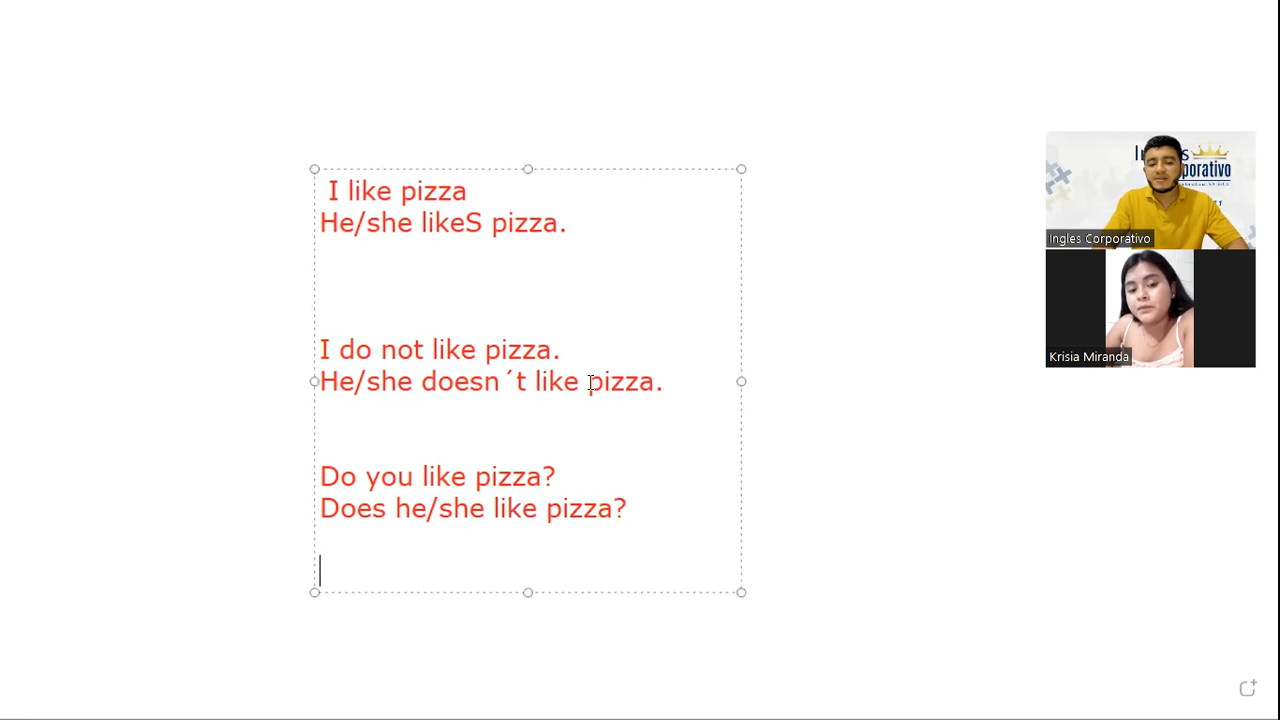 I like pizza
He/she likeS pizza.
I do not like pizza.
He/she doesn´t like pizza.
Do you like pizza?
Does he/she like pizza?
Ingles Corporativo
Krisia Miranda